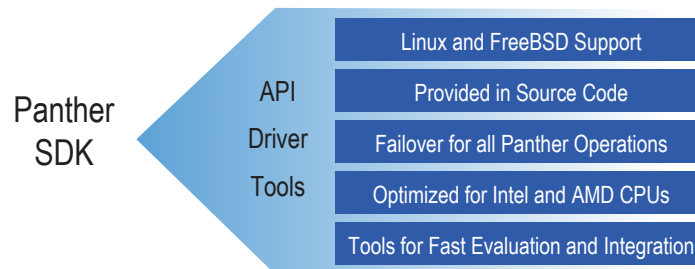 Panther
SDK
API
Driver
Tools
Linux and FreeBSD Support
Provided in Source Code
Failover for all Panther Operations
Optimized for Intel and AMD CPUs
Tools for Fast Evaluation and Integration